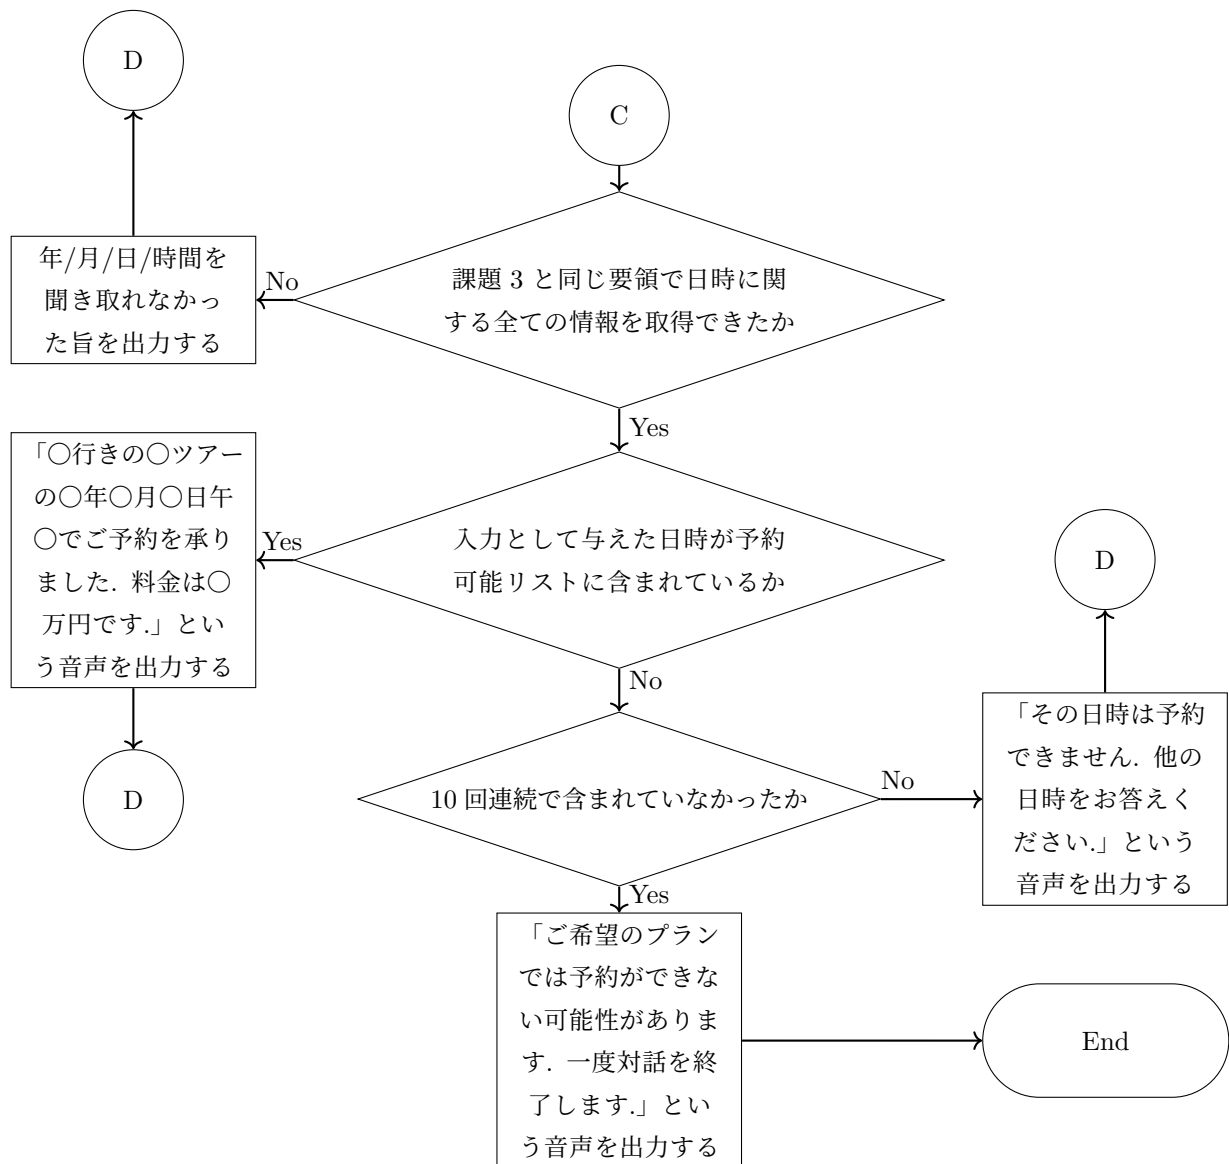 D
C
課題 3 と同じ要領で日時に関
する全ての情報を取得できたか
No
年/月/日/時間を
聞き取れなかっ
た旨を出力する
Yes
入力として与えた日時が予約
可能リストに含まれているか
Yes
「〇行きの〇ツアー
の〇年〇月〇日午
〇でご予約を承り
ました. 料金は〇
万円です.」とい
う音声を出力する
D
No
10 回連続で含まれていなかったか
No
「その日時は予約
できません. 他の
日時をお答えく
ださい.」という
音声を出力する
D
Yes
「ご希望のプラン
では予約ができな
い可能性がありま
す. 一度対話を終
了します.」とい
う音声を出力する
End